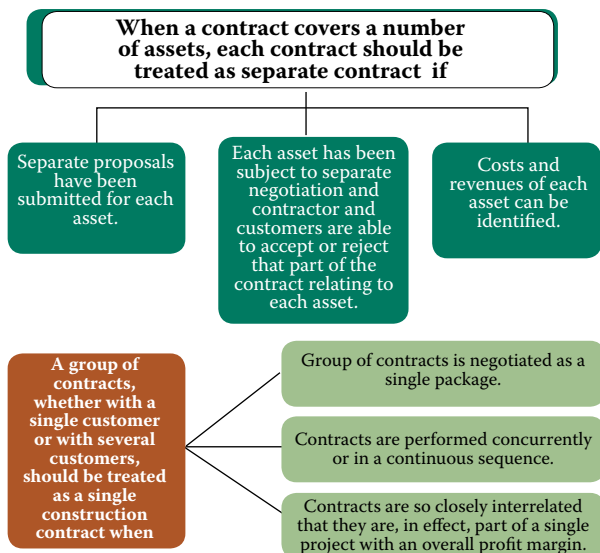 When a contract covers a number
of assets, each contract should be
treated as separate contract if
Separate proposals
have been
submitted for each
asset.
Each asset has been
subject to separate
negotiation and
contractor and
customers are able
to accept or reject
that part of the
contract relating to
each asset.
Costs and
revenues of each
asset can be
identified.
A group of
contracts,
whether with a
single customer
or with several
customers,
should be treated
as a single
construction
contract when
Group of contracts is negotiated as a
single package.
Contracts are performed concurrently
or in a continuous sequence.
Contracts are so closely interrelated
that they are, in effect, part of a single
project with an overall profit margin.